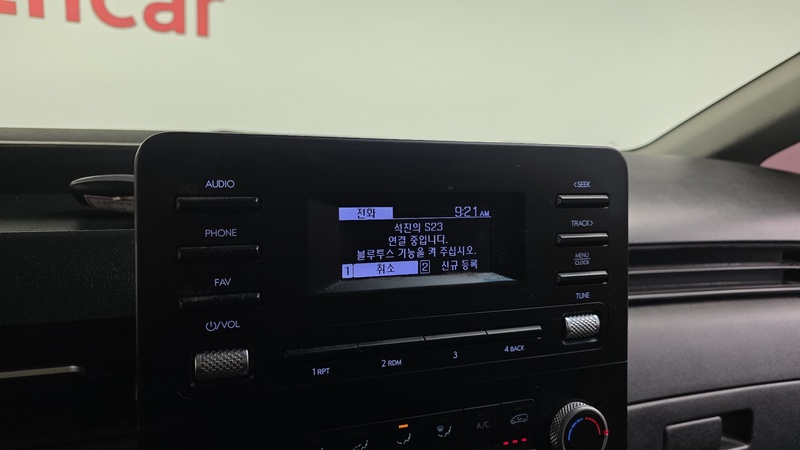 EnCar
AUDIO
PHONE
FAV
/VOL
전화 9:21 AM
석진의 S23
연결 중입니다.
블루투스 기능을 켜 주십시오.
1 취소 2 신규 등록
<SEEK
TRACK>
MENU
CLOCK
TUNE
1 RPT
2 RDM
3
4 BACK
A/C